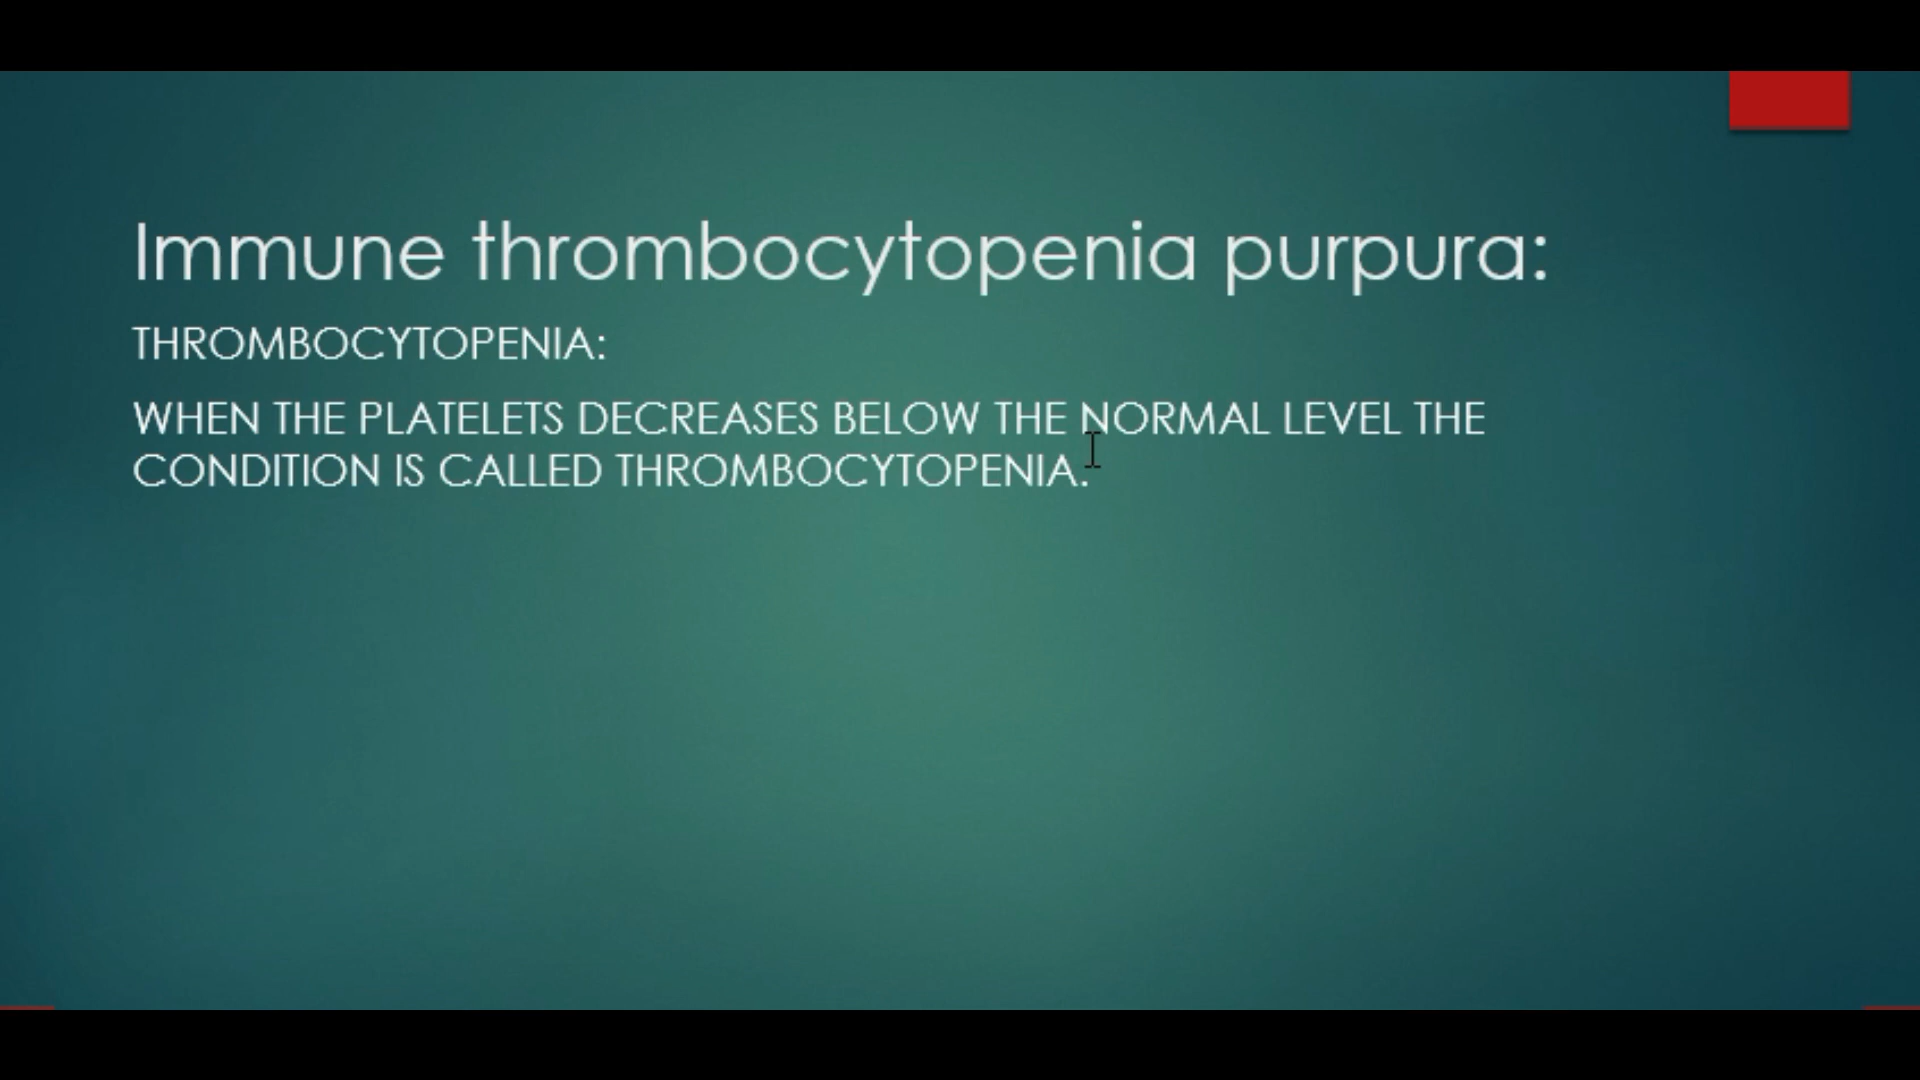 Immune thrombocytopenia purpura:
THROMBOCYTOPENIA:
WHEN THE PLATELETS DECREASES BELOW THE NORMAL LEVEL THE
CONDITION IS CALLED THROMBOCYTOPENIA.